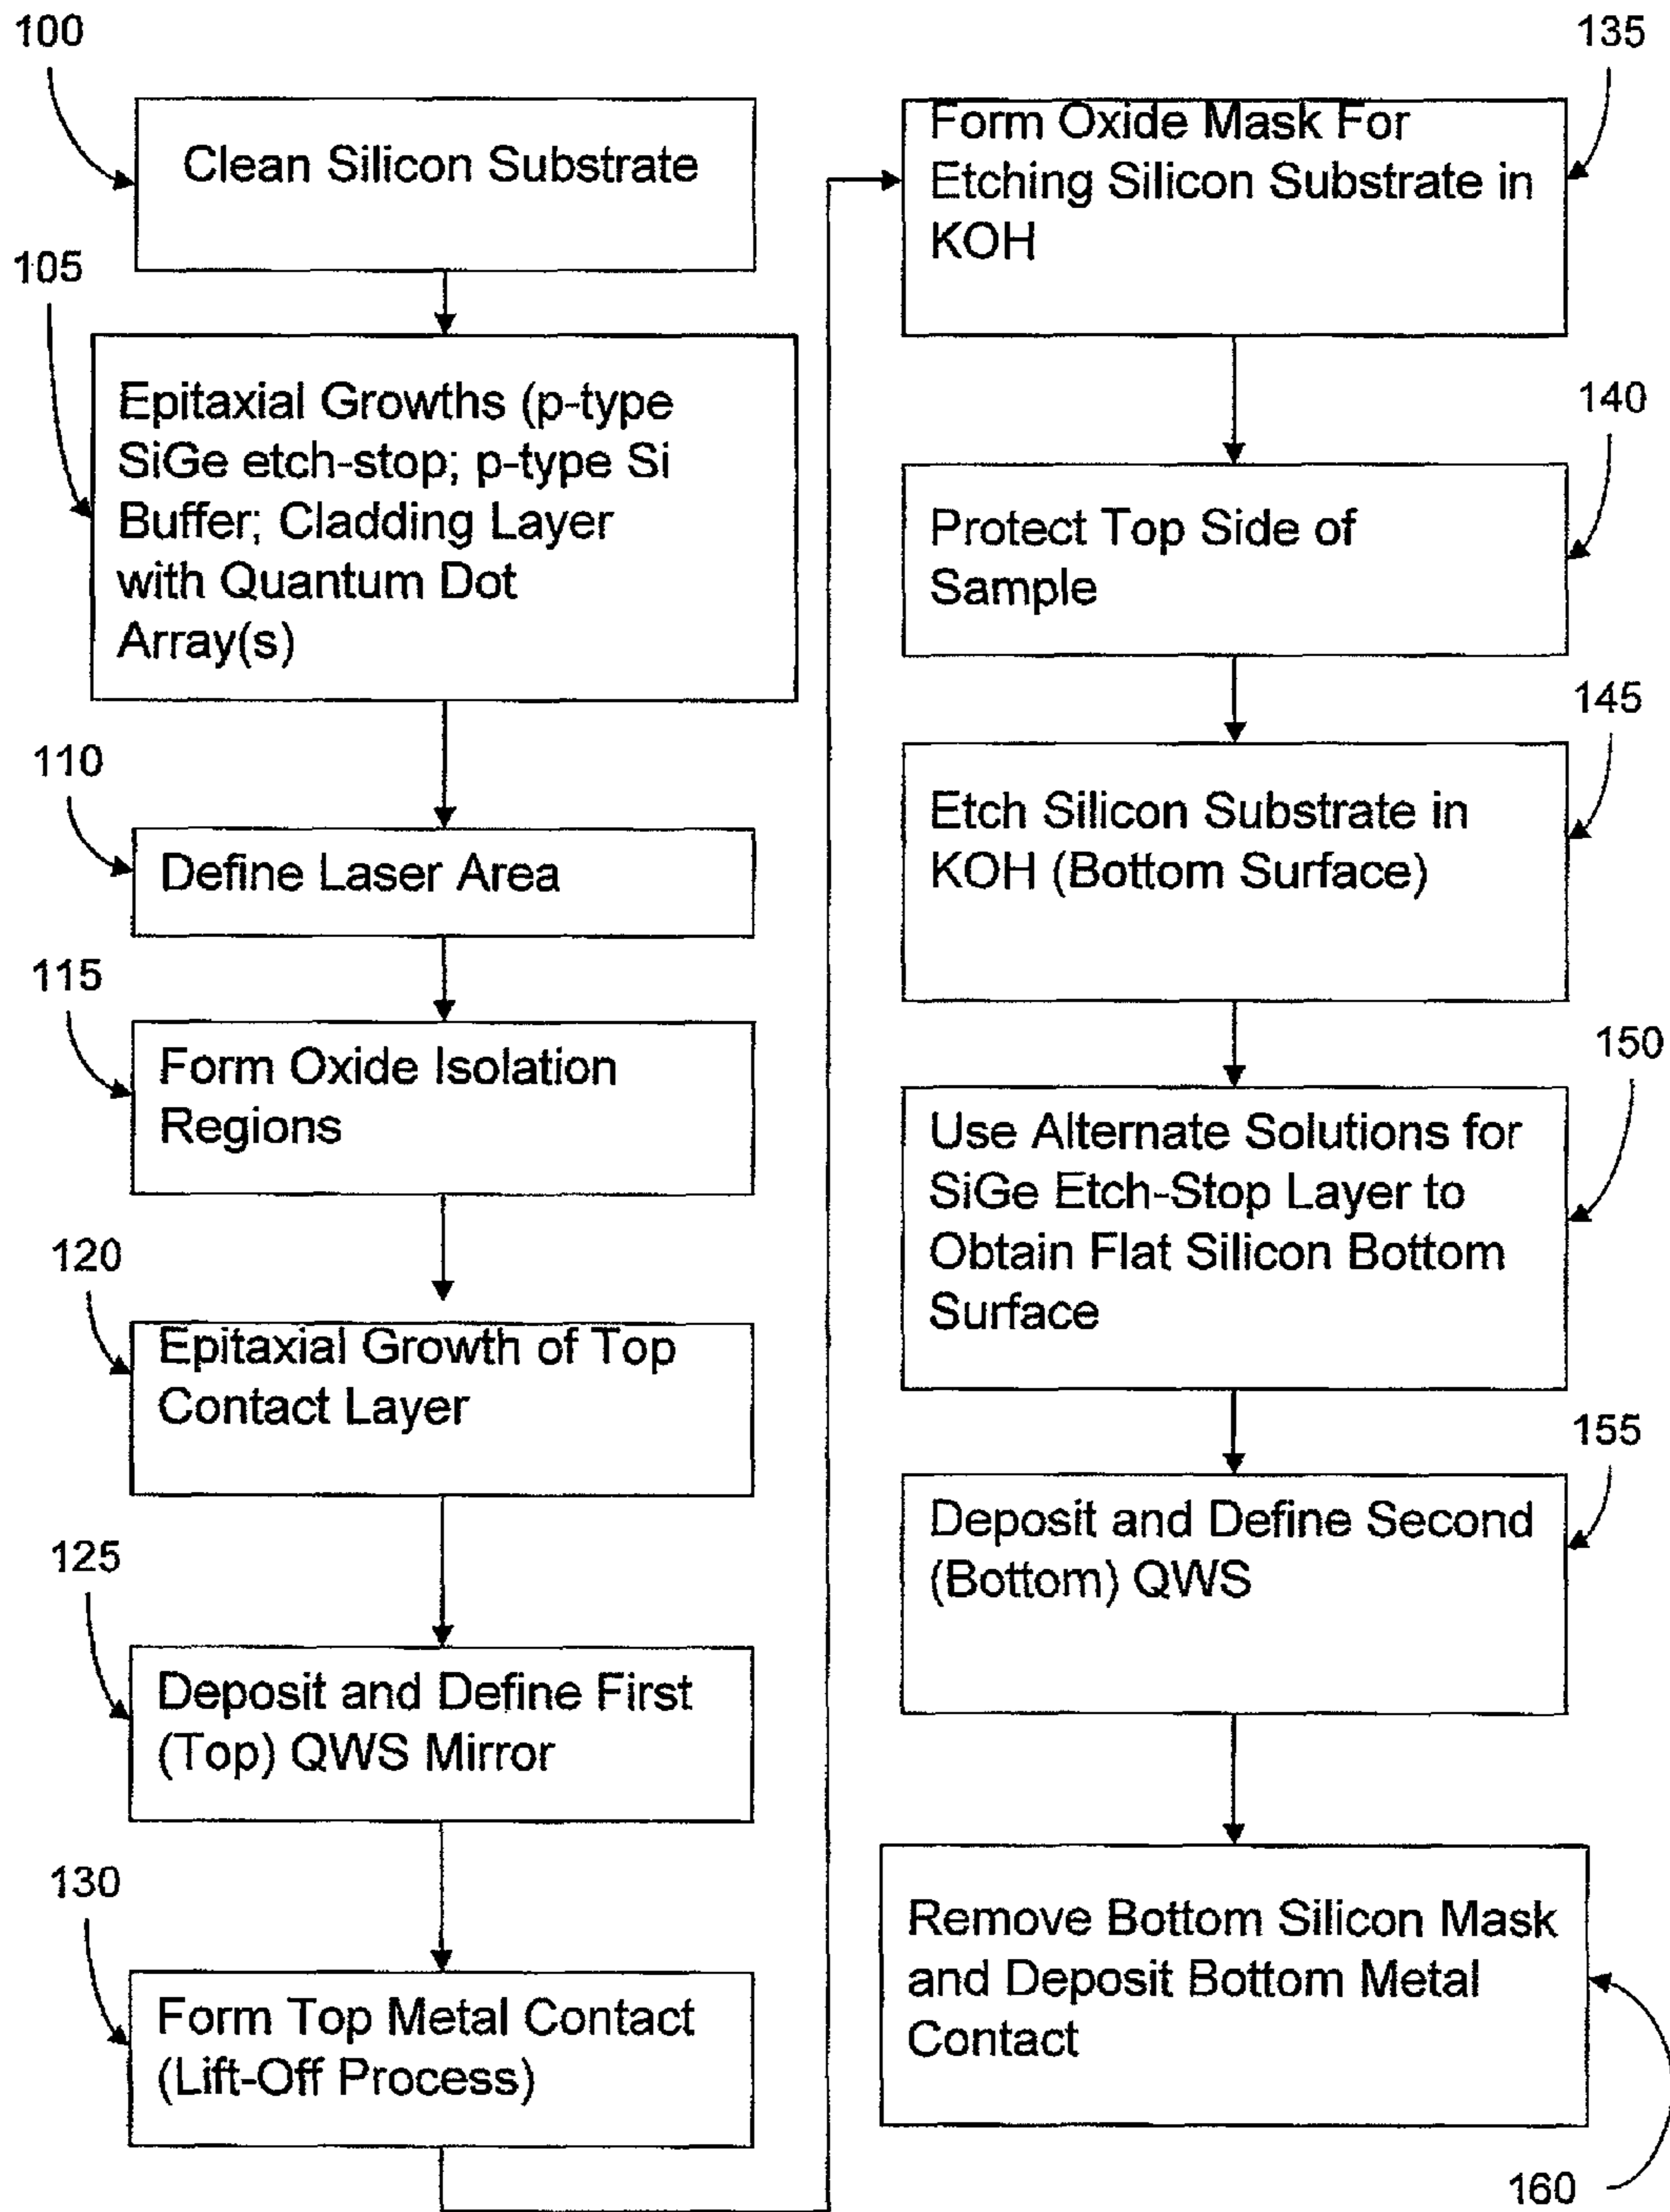 100
Clean Silicon Substrate
105
Epitaxial Growths (p-type
SiGe etch-stop; p-type Si
Buffer; Cladding Layer
with Quantum Dot
Array(s)
110
Define Laser Area
115
Form Oxide Isolation
Regions
120
Epitaxial Growth of Top
Contact Layer
125
Deposit and Define First
(Top) QWS Mirror
130
Form Top Metal Contact
(Lift-Off Process)
135
Form Oxide Mask For
Etching Silicon Substrate in
KOH
140
Protect Top Side of
Sample
145
Etch Silicon Substrate in
KOH (Bottom Surface)
150
Use Alternate Solutions for
SiGe Etch-Stop Layer to
Obtain Flat Silicon Bottom
Surface
155
Deposit and Define Second
(Bottom) QWS
Remove Bottom Silicon Mask
and Deposit Bottom Metal
Contact
160